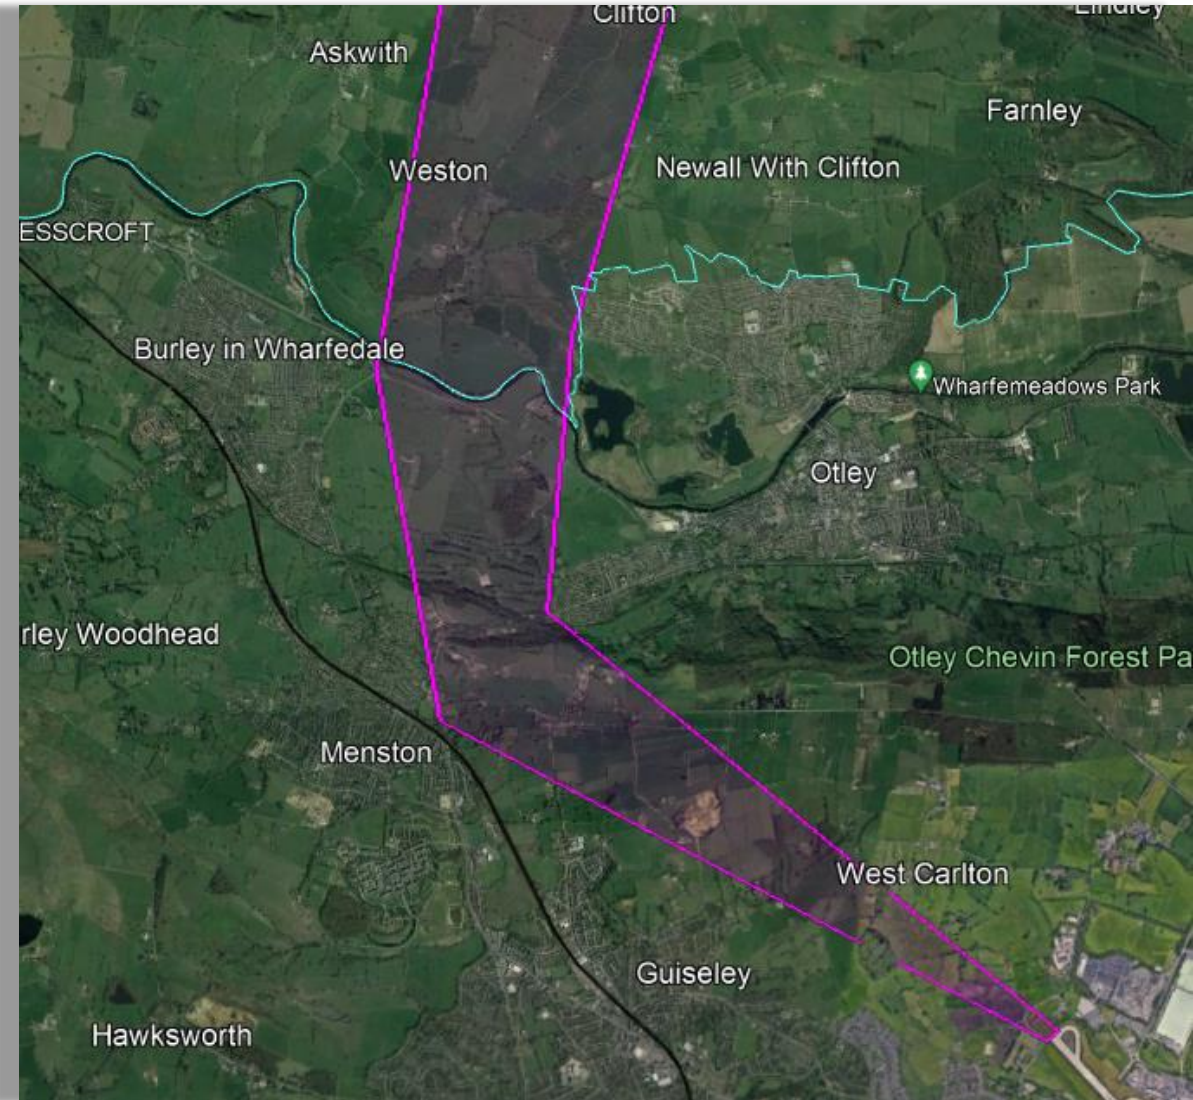 Clifton
Lindley
Askwith
Farnley
Weston
Newall With Clifton
ESSCROFT
Burley in Wharfedale
Wharfemeadows Park
Otley
rley Woodhead
Otley Chevin Forest Pa
Menston
West Carlton
Guiseley
Hawksworth